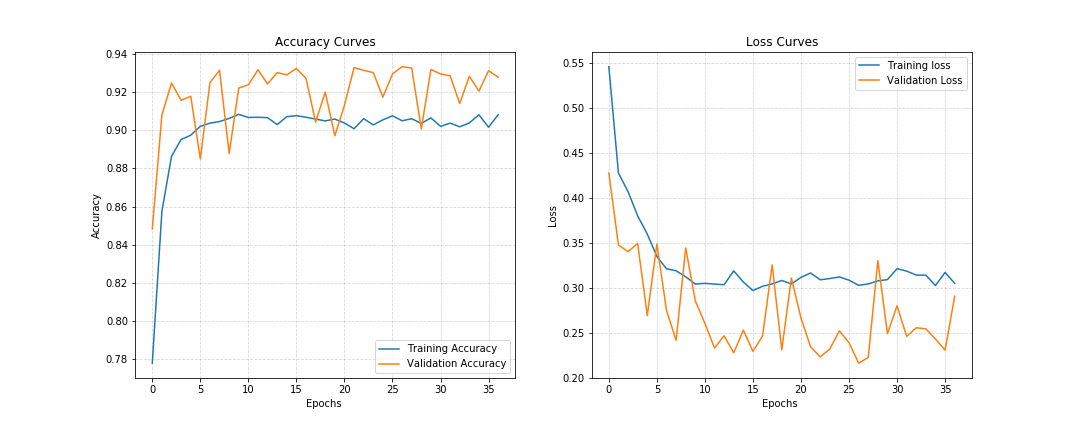 Accuracy Curves
Accuracy
0.94
0.92
0.90
0.88
0.86
0.84
0.82
0.80
0.78
Training Accuracy
Validation Accuracy
0 5 10 15 20 25 30 35
Epochs
Loss Curves
Loss
0.55
0.50
0.45
0.40
0.35
0.30
0.25
0.20
Training loss
Validation Loss
0 5 10 15 20 25 30 35
Epochs